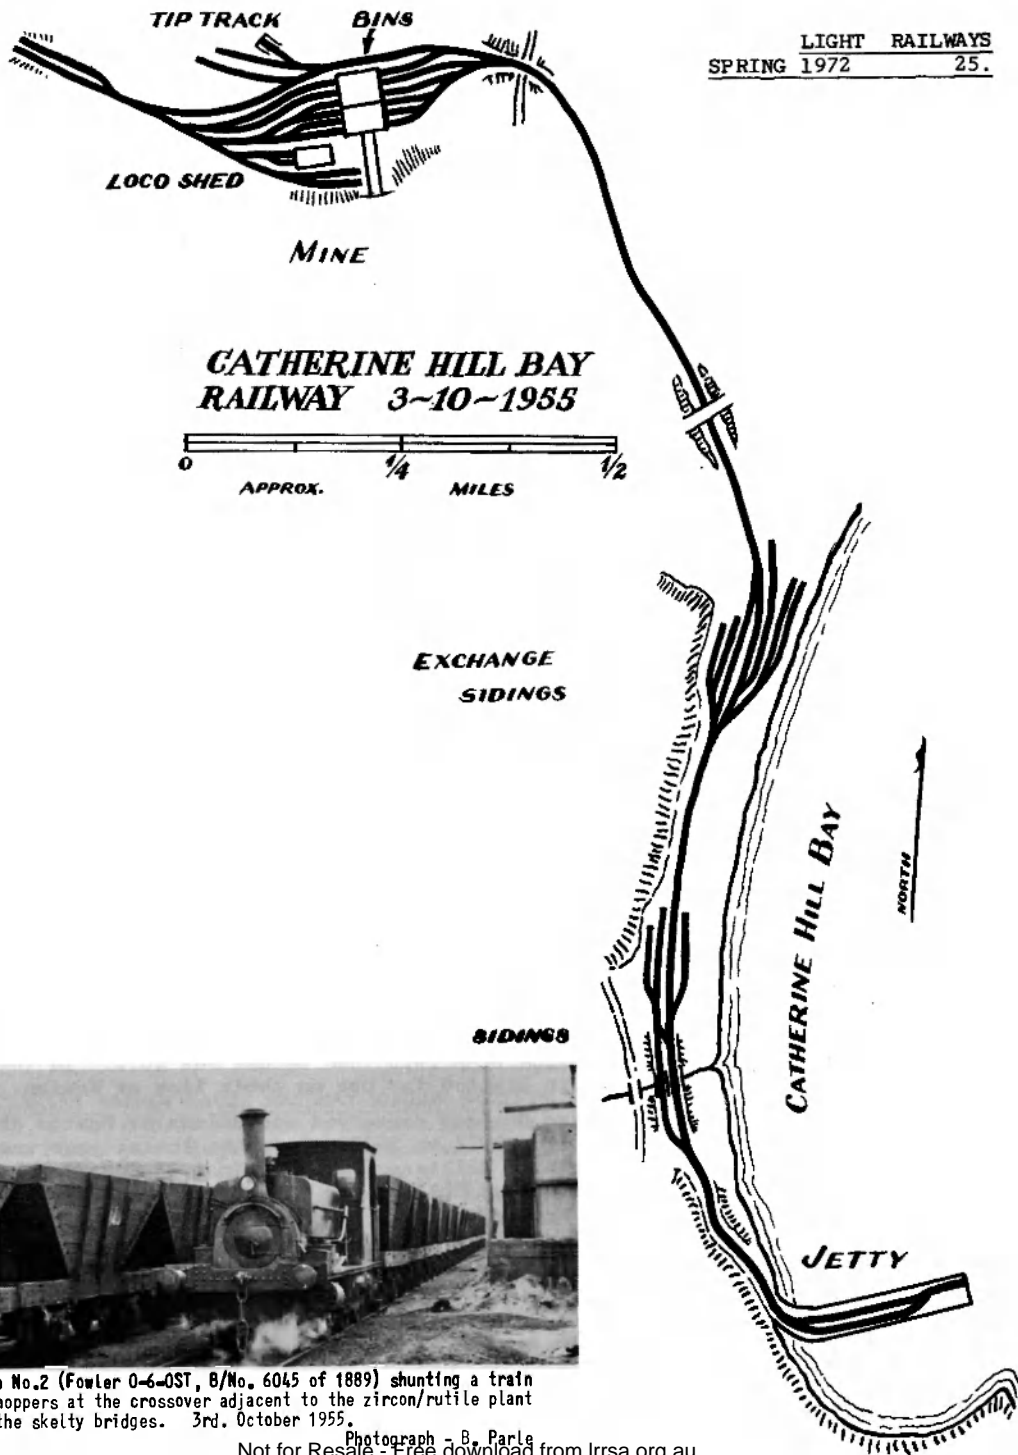 LIGHT RAILWAYS
SPRING 1972 25.
TIP TRACK
BINS
LOCO SHED
MINE
CATHERINE HILL BAY
RAILWAY 3~10~1955
0 1/4 1/2
APPROX. MILES
EXCHANGE
SIDINGS
NORTH
CATHERINE HILL BAY
SIDINGS
JETTY
No.2 (Fowler 0-6-0ST, B/No. 6045 of 1889) shunting a train
hoppers at the crossover adjacent to the zircon/rutile plant
the skelty bridges. 3rd. October 1955.
Photograph - B. Parle
Not for Resale - Free download from lrrsa.org.au